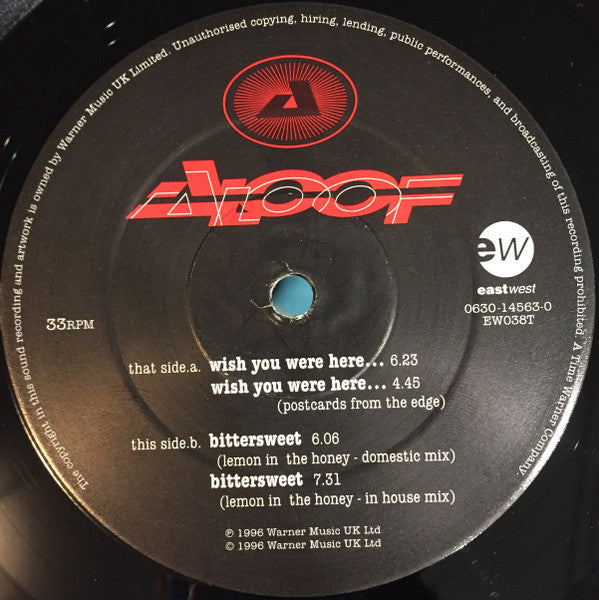 The copyright in this sound recording and artwork is owned by Warner Music UK Limited. Unauthorised copying, hiring, lending, public performances, and broadcasting of this recording prohibited. A Time Warner Company.
A
ALOOF
ew
eastwest
0630-14563-0
EW038T
33RPM
that side.a. wish you were here... 6.23
wish you were here... 4.45
(postcards from the edge)
this side.b. bittersweet 6.06
(lemon in the honey - domestic mix)
bittersweet 7.31
(lemon in the honey - in house mix)
℗ 1996 Warner Music UK Ltd
© 1996 Warner Music UK Ltd